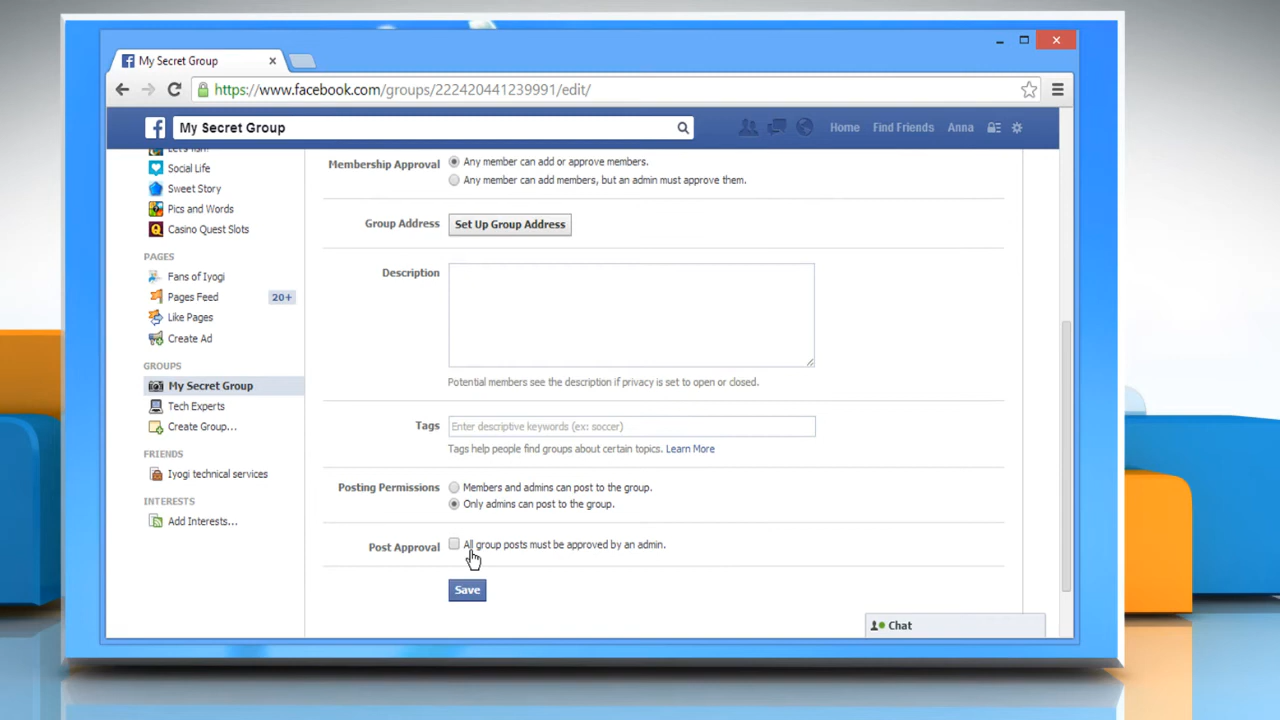 My Secret Group
https://www.facebook.com/groups/222420441239991/edit/
My Secret Group
Home
Find Friends
Anna
Let's fish!
Social Life
Sweet Story
Pics and Words
Casino Quest Slots
PAGES
Fans of Iyogi
Pages Feed 20+
Like Pages
Create Ad
GROUPS
My Secret Group
Tech Experts
Create Group...
FRIENDS
Iyogi technical services
INTERESTS
Add Interests...
Membership Approval
Any member can add or approve members.
Any member can add members, but an admin must approve them.
Group Address
Set Up Group Address
Description
Potential members see the description if privacy is set to open or closed.
Tags
Enter descriptive keywords (ex: soccer)
Tags help people find groups about certain topics. Learn More
Posting Permissions
Members and admins can post to the group.
Only admins can post to the group.
Post Approval
All group posts must be approved by an admin.
Save
Chat